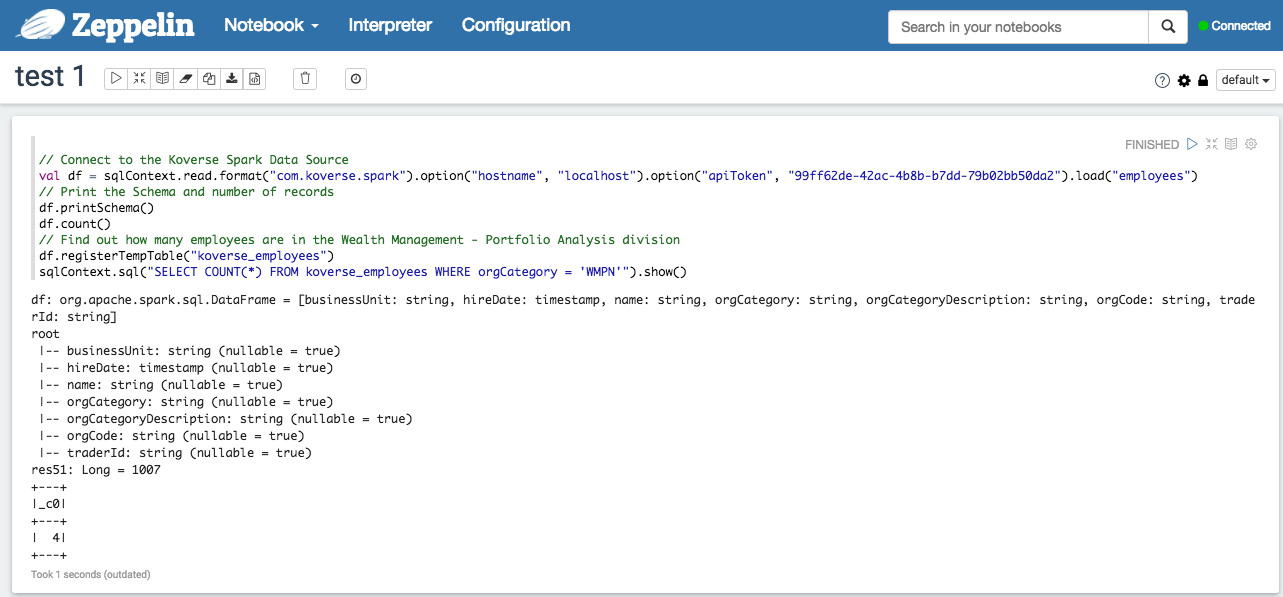 Zeppelin Notebook Interpreter Configuration Search in your notebooks Connected
test 1 default
FINISHED
// Connect to the Koverse Spark Data Source
val df = sqlContext.read.format("com.koverse.spark").option("hostname", "localhost").option("apiToken", "99ff62de-42ac-4b8b-b7dd-79b02bb50da2").load("employees")
// Print the Schema and number of records
df.printSchema()
df.count()
// Find out how many employees are in the Wealth Management - Portfolio Analysis division
df.registerTempTable("koverse_employees")
sqlContext.sql("SELECT COUNT(*) FROM koverse_employees WHERE orgCategory = 'WMPN'").show()
df: org.apache.spark.sql.DataFrame = [businessUnit: string, hireDate: timestamp, name: string, orgCategory: string, orgCategoryDescription: string, orgCode: string, trade
rId: string]
root
 |-- businessUnit: string (nullable = true)
 |-- hireDate: timestamp (nullable = true)
 |-- name: string (nullable = true)
 |-- orgCategory: string (nullable = true)
 |-- orgCategoryDescription: string (nullable = true)
 |-- orgCode: string (nullable = true)
 |-- traderId: string (nullable = true)
res51: Long = 1007
+---+
|_c0|
+---+
|  4|
+---+
Took 1 seconds (outdated)